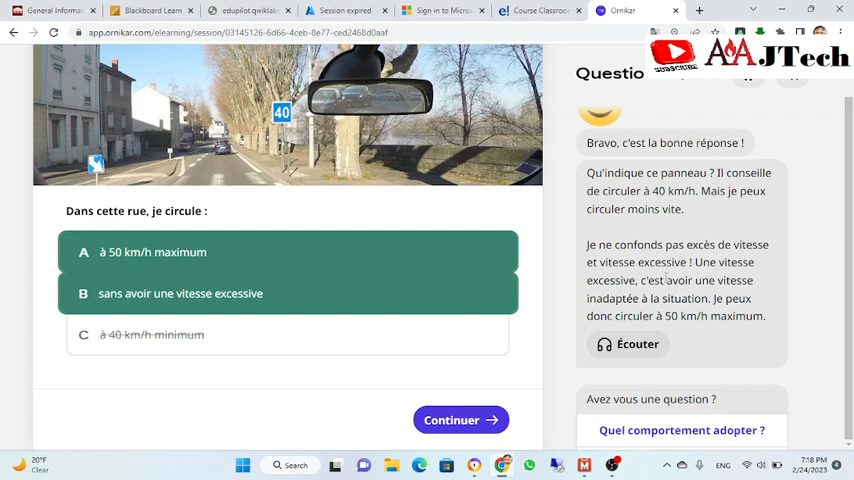 General Informat
Blackboard Learn
edupilot.qwiklab
Session expired
Sign in to Micro
Course Classroom
Ornikar
app.ornikar.com/elearning/session/03145126-6d66-4ceb-8e77-ced2468d0aaf
SUBSCRIBE
AAJTech
Questio
40
Bravo, c'est la bonne réponse !
Qu'indique ce panneau ? Il conseille
de circuler à 40 km/h. Mais je peux
circuler moins vite.
Je ne confonds pas excès de vitesse
et vitesse excessive ! Une vitesse
excessive, c'est avoir une vitesse
inadaptée à la situation. Je peux
donc circuler à 50 km/h maximum.
Écouter
Dans cette rue, je circule :
A à 50 km/h maximum
B sans avoir une vitesse excessive
C à 40 km/h minimum
Continuer
Avez vous une question ?
Quel comportement adopter ?
20°F
Clear
Search
ENG
7:18 PM
2/24/2023
4